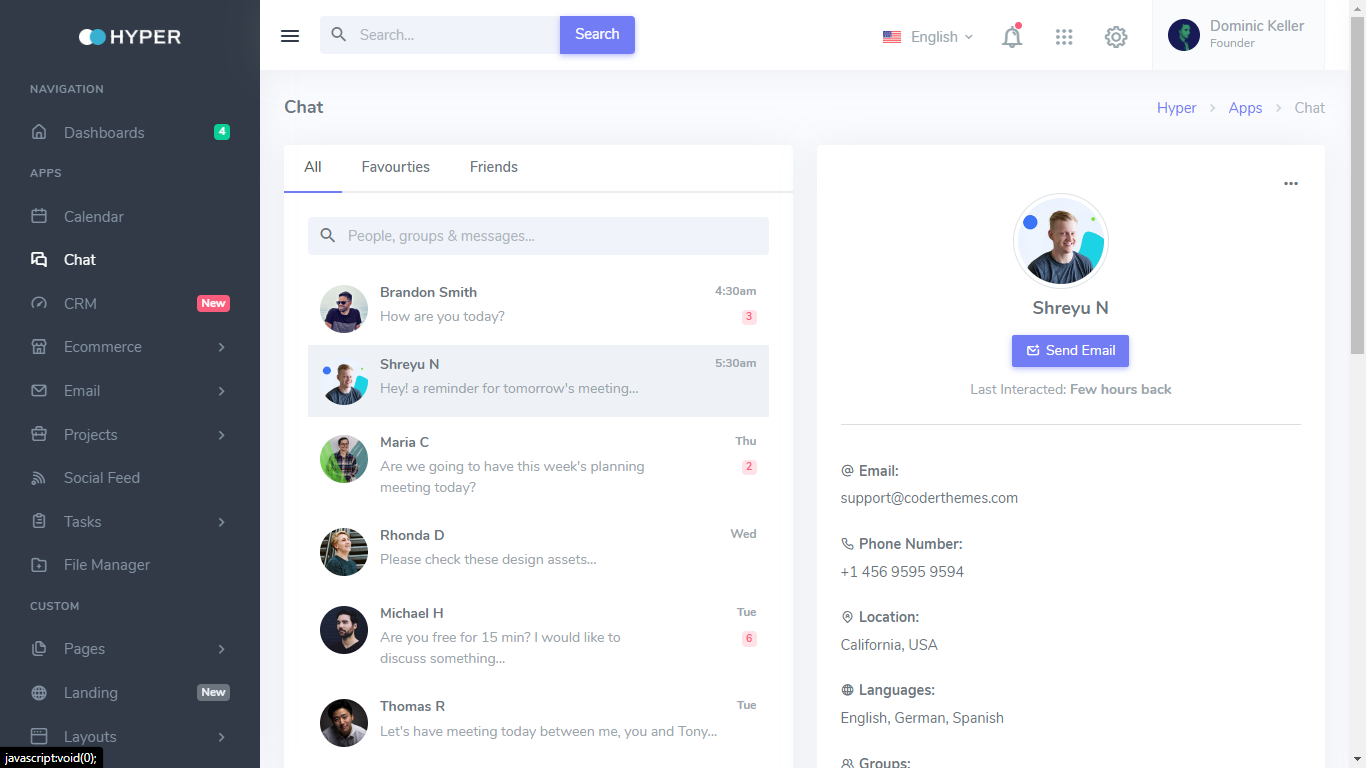 HYPER
Search...
Search
English
Dominic Keller
Founder
NAVIGATION
Dashboards
4
APPS
Calendar
Chat
CRM
New
Ecommerce
Email
Projects
Social Feed
Tasks
File Manager
CUSTOM
Pages
Landing
New
Layouts
javascript:void(0);
Chat
Hyper
Apps
Chat
All
Favourties
Friends
People, groups & messages...
Brandon Smith
4:30am
How are you today?
3
Shreyu N
5:30am
Hey! a reminder for tomorrow's meeting...
Maria C
Thu
Are we going to have this week's planning
2
meeting today?
Rhonda D
Wed
Please check these design assets...
Michael H
Tue
Are you free for 15 min? I would like to
6
discuss something...
Thomas R
Tue
Let's have meeting today between me, you and Tony...
Shreyu N
Send Email
Last Interacted: Few hours back
Email:
support@coderthemes.com
Phone Number:
+1 456 9595 9594
Location:
California, USA
Languages:
English, German, Spanish
Groups: